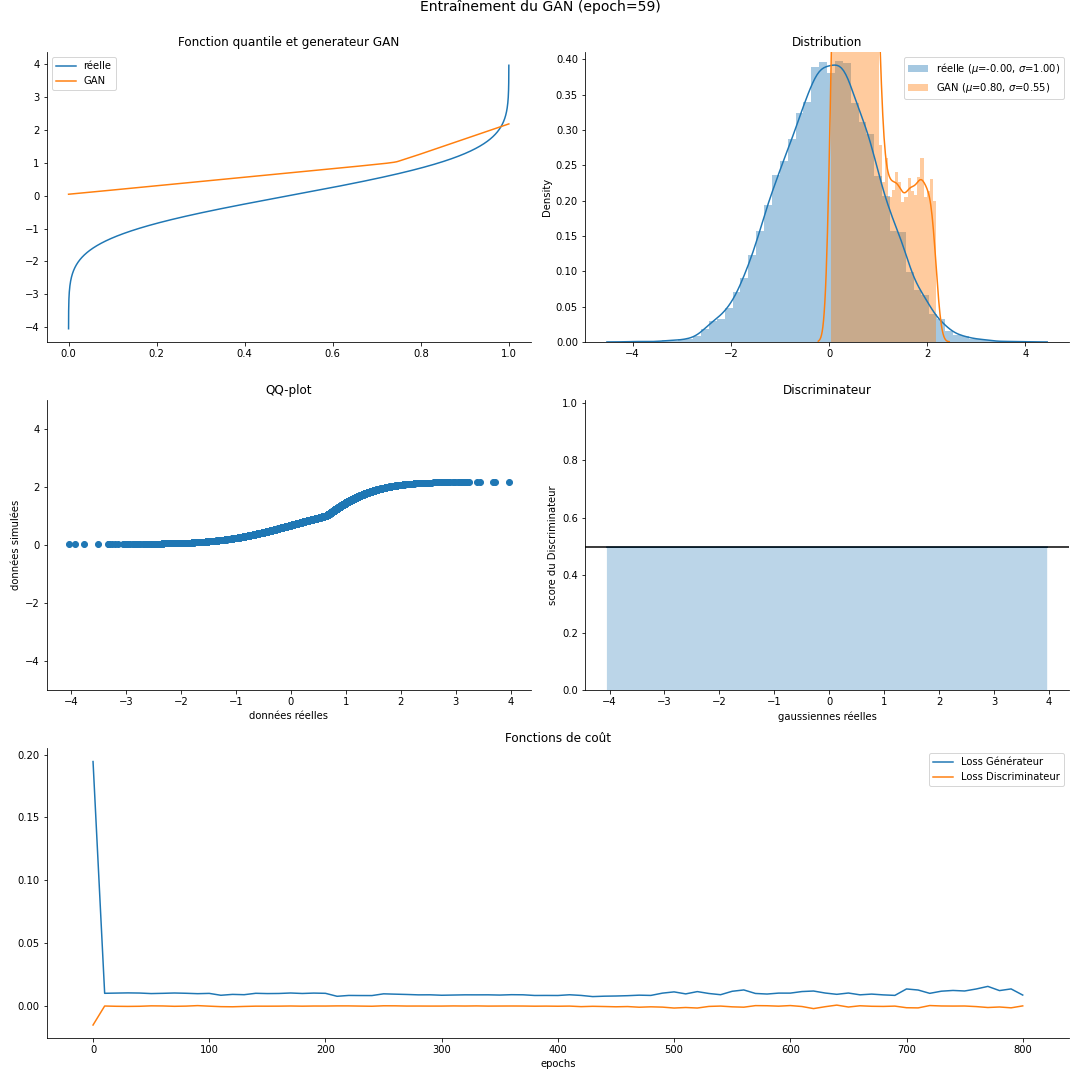 Entraînement du GAN (epoch=59)
Fonction quantile et generateur GAN
réelle
GAN
4
3
2
1
0
−1
−2
−3
−4
0.0 0.2 0.4 0.6 0.8 1.0
Distribution
réelle (μ=-0.00, σ=1.00)
GAN (μ=0.80, σ=0.55)
Density
0.40
0.35
0.30
0.25
0.20
0.15
0.10
0.05
0.00
−4 −2 0 2 4
QQ-plot
données simulées
4
2
0
−2
−4
−4 −3 −2 −1 0 1 2 3 4
données réelles
Discriminateur
score du Discriminateur
1.0
0.8
0.6
0.4
0.2
0.0
−4 −3 −2 −1 0 1 2 3 4
gaussiennes réelles
Fonctions de coût
Loss Générateur
Loss Discriminateur
0.20
0.15
0.10
0.05
0.00
0 100 200 300 400 500 600 700 800
epochs